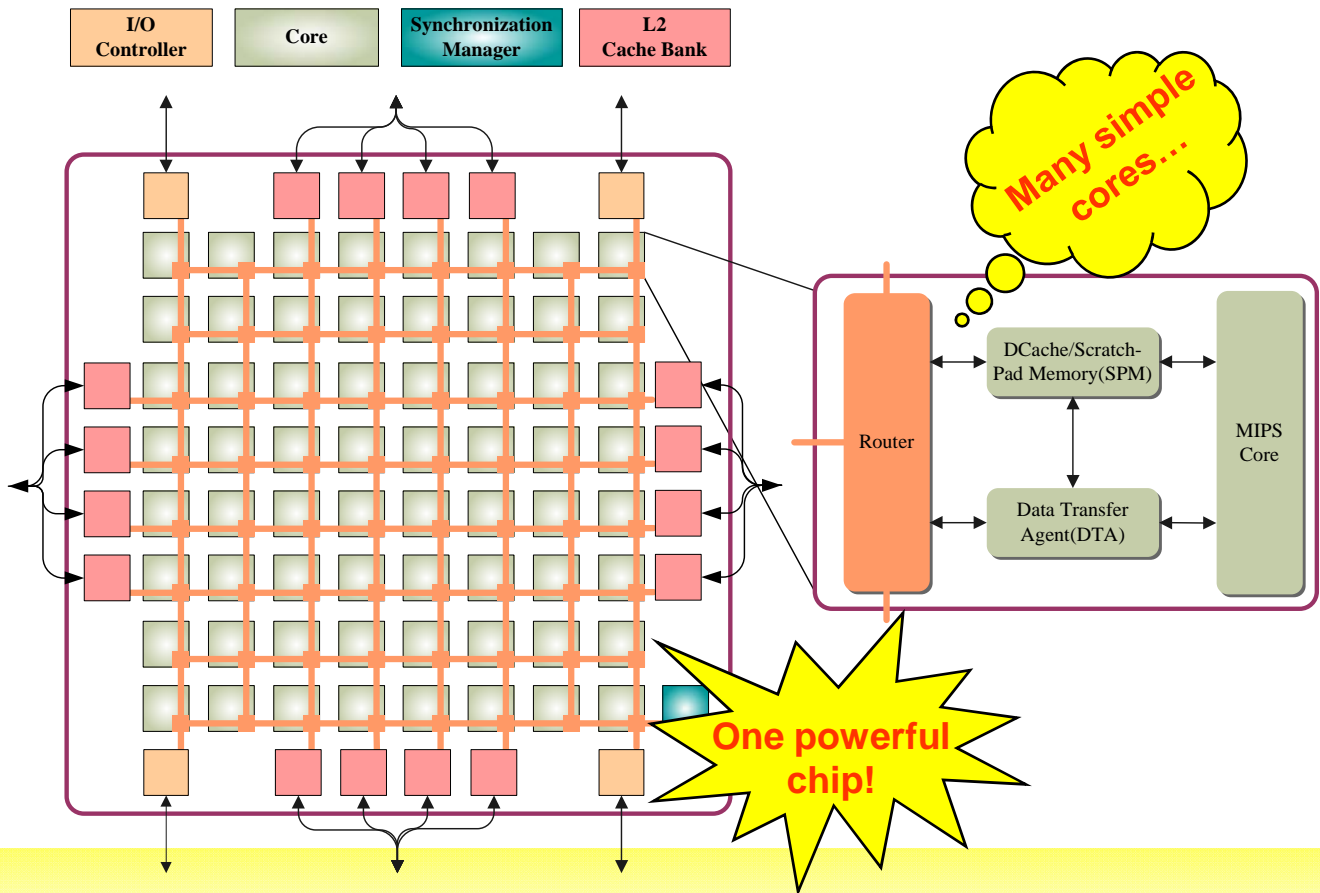 I/O
Controller
Core
Synchronization
Manager
L2
Cache Bank
Many simple
cores…
Router
DCache/Scratch-
Pad Memory(SPM)
Data Transfer
Agent(DTA)
MIPS
Core
One powerful
chip!